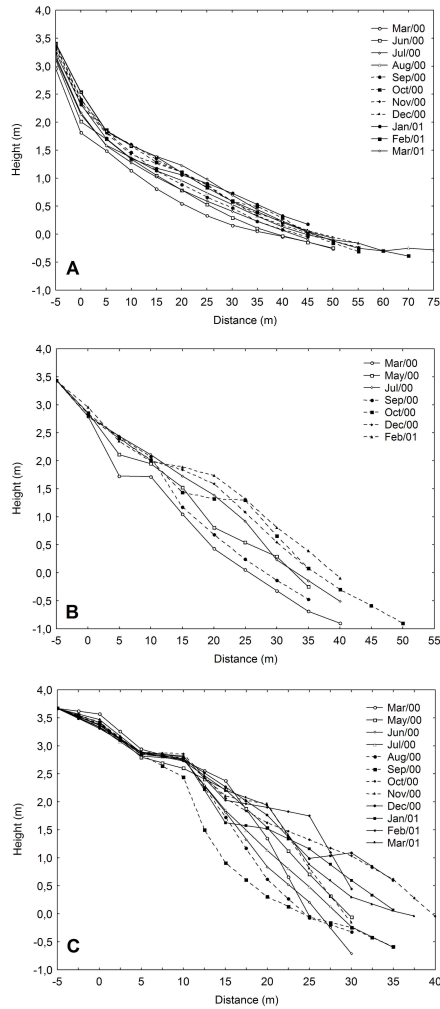 4,0
3,5
3,0
2,5
2,0
1,5
1,0
0,5
0,0
-0,5
-1,0
Height (m)
-5 0 5 10 15 20 25 30 35 40 45 50 55 60 70 75
Distance (m)
A
Mar/00
Jun/00
Jul/00
Aug/00
Sep/00
Oct/00
Nov/00
Dec/00
Jan/01
Feb/01
Mar/01
4,0
3,5
3,0
2,5
2,0
1,5
1,0
0,5
0,0
-0,5
-1,0
Height (m)
-5 0 5 10 15 20 25 30 35 40 45 50 55
Distance (m)
B
Mar/00
May/00
Jul/00
Sep/00
Oct/00
Dec/00
Feb/01
4,0
3,5
3,0
2,5
2,0
1,5
1,0
0,5
0,0
-0,5
-1,0
Height (m)
-5 0 5 10 15 20 25 30 35 40
Distance (m)
C
Mar/00
May/00
Jun/00
Jul/00
Aug/00
Sep/00
Oct/00
Nov/00
Dec/00
Jan/01
Feb/01
Mar/01